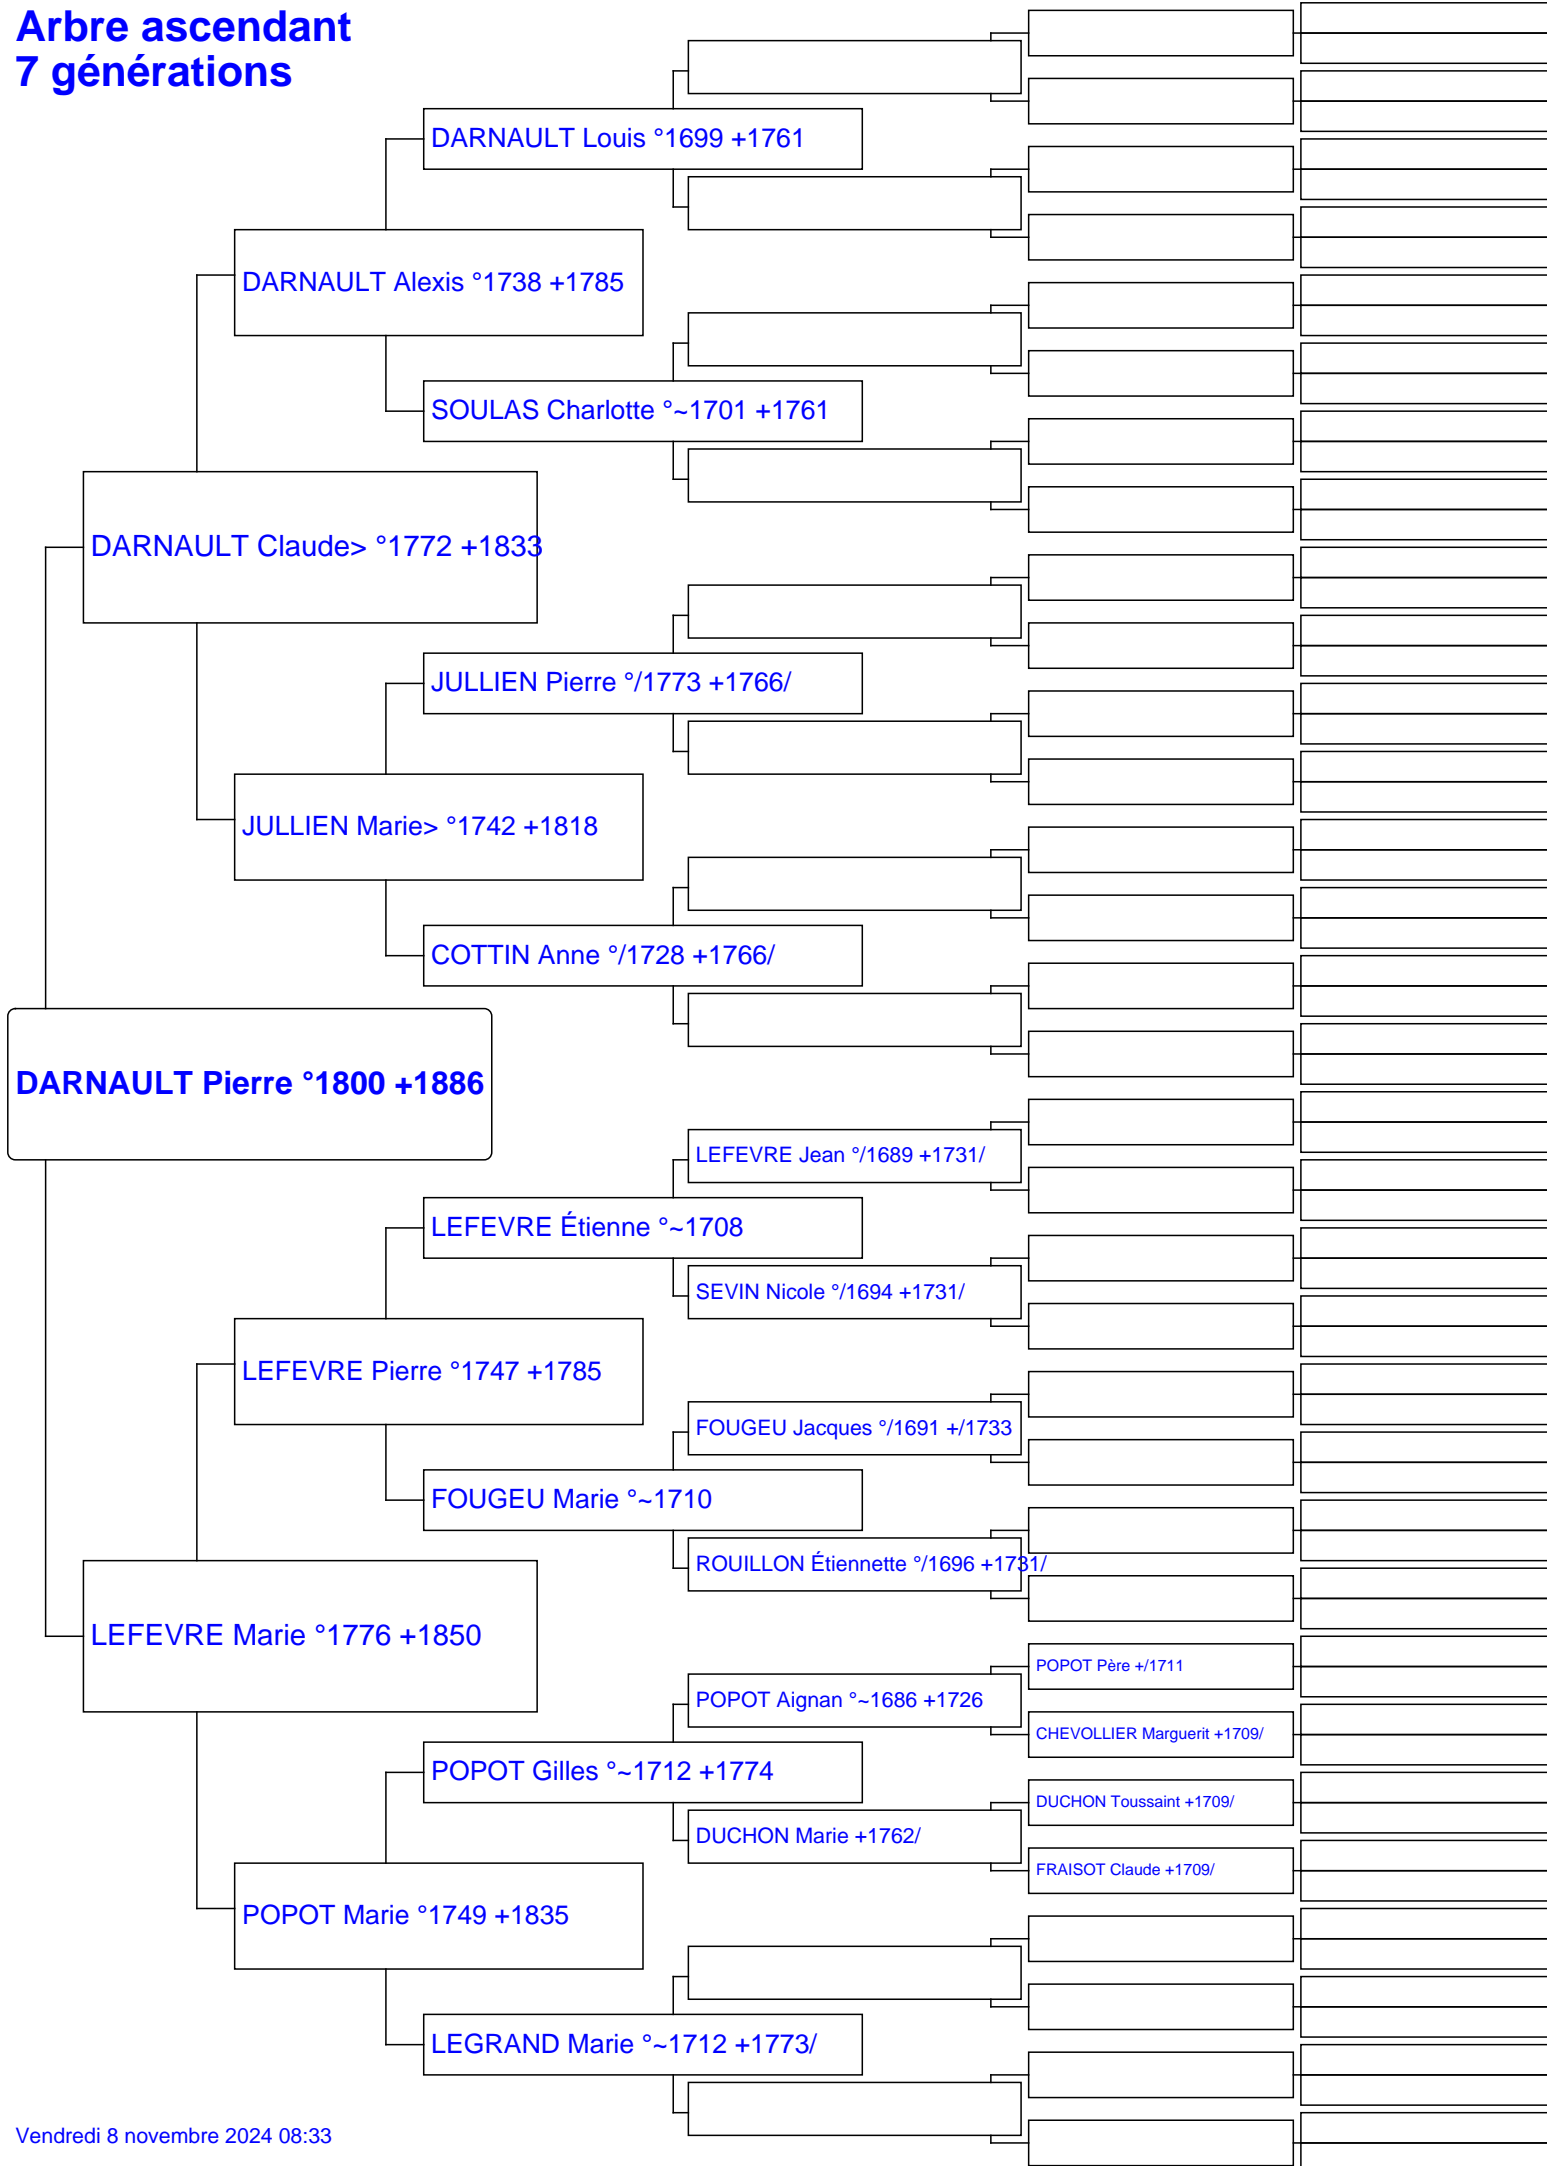 Arbre ascendant
7 générations
DARNAULT Louis °1699 +1761
DARNAULT Alexis °1738 +1785
SOULAS Charlotte °~1701 +1761
DARNAULT Claude> °1772 +1833
JULLIEN Pierre °/1773 +1766/
JULLIEN Marie> °1742 +1818
COTTIN Anne °/1728 +1766/
DARNAULT Pierre °1800 +1886
LEFEVRE Jean °/1689 +1731/
LEFEVRE Étienne °~1708
SEVIN Nicole °/1694 +1731/
LEFEVRE Pierre °1747 +1785
FOUGEU Jacques °/1691 +/1733
FOUGEU Marie °~1710
ROUILLON Étiennette °/1696 +1731/
LEFEVRE Marie °1776 +1850
POPOT Père +/1711
POPOT Aignan °~1686 +1726
CHEVOLLIER Marguerit +1709/
POPOT Gilles °~1712 +1774
DUCHON Toussaint +1709/
DUCHON Marie +1762/
FRAISOT Claude +1709/
POPOT Marie °1749 +1835
LEGRAND Marie °~1712 +1773/
Vendredi 8 novembre 2024 08:33